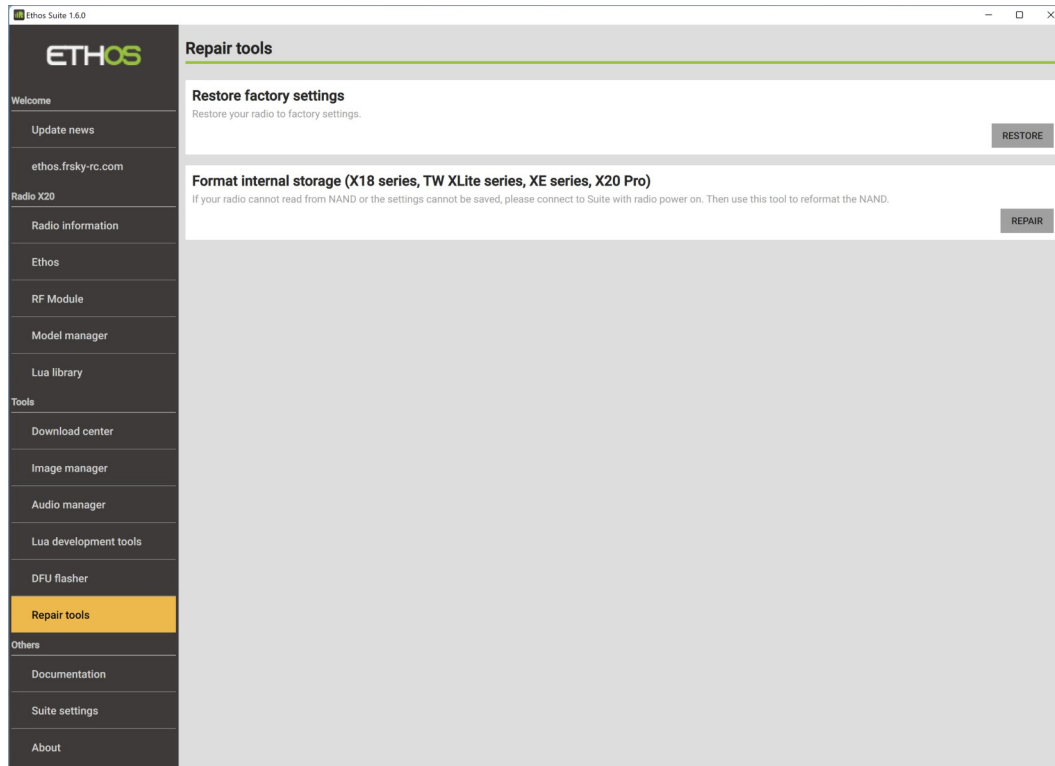 Ethos Suite 1.6.0
ETHOS
Welcome
Update news
ethos.frsky-rc.com
Radio X20
Radio information
Ethos
RF Module
Model manager
Lua library
Tools
Download center
Image manager
Audio manager
Lua development tools
DFU flasher
Repair tools
Others
Documentation
Suite settings
About
Repair tools
Restore factory settings
Restore your radio to factory settings.
RESTORE
Format internal storage (X18 series, TW XLite series, XE series, X20 Pro)
If your radio cannot read from NAND or the settings cannot be saved, please connect to Suite with radio power on. Then use this tool to reformat the NAND.
REPAIR